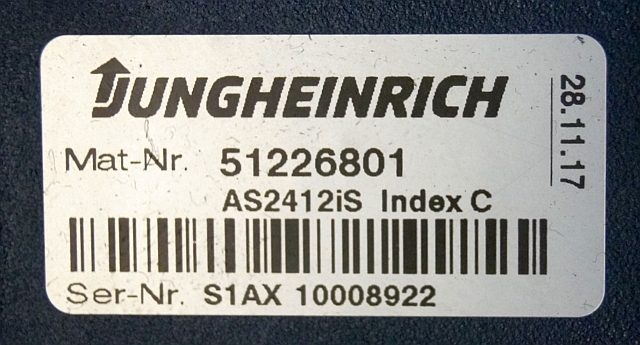 JUNGHEINRICH
28.11.17
Mat-Nr. 51226801
AS2412iS Index C
Ser-Nr. S1AX 10008922